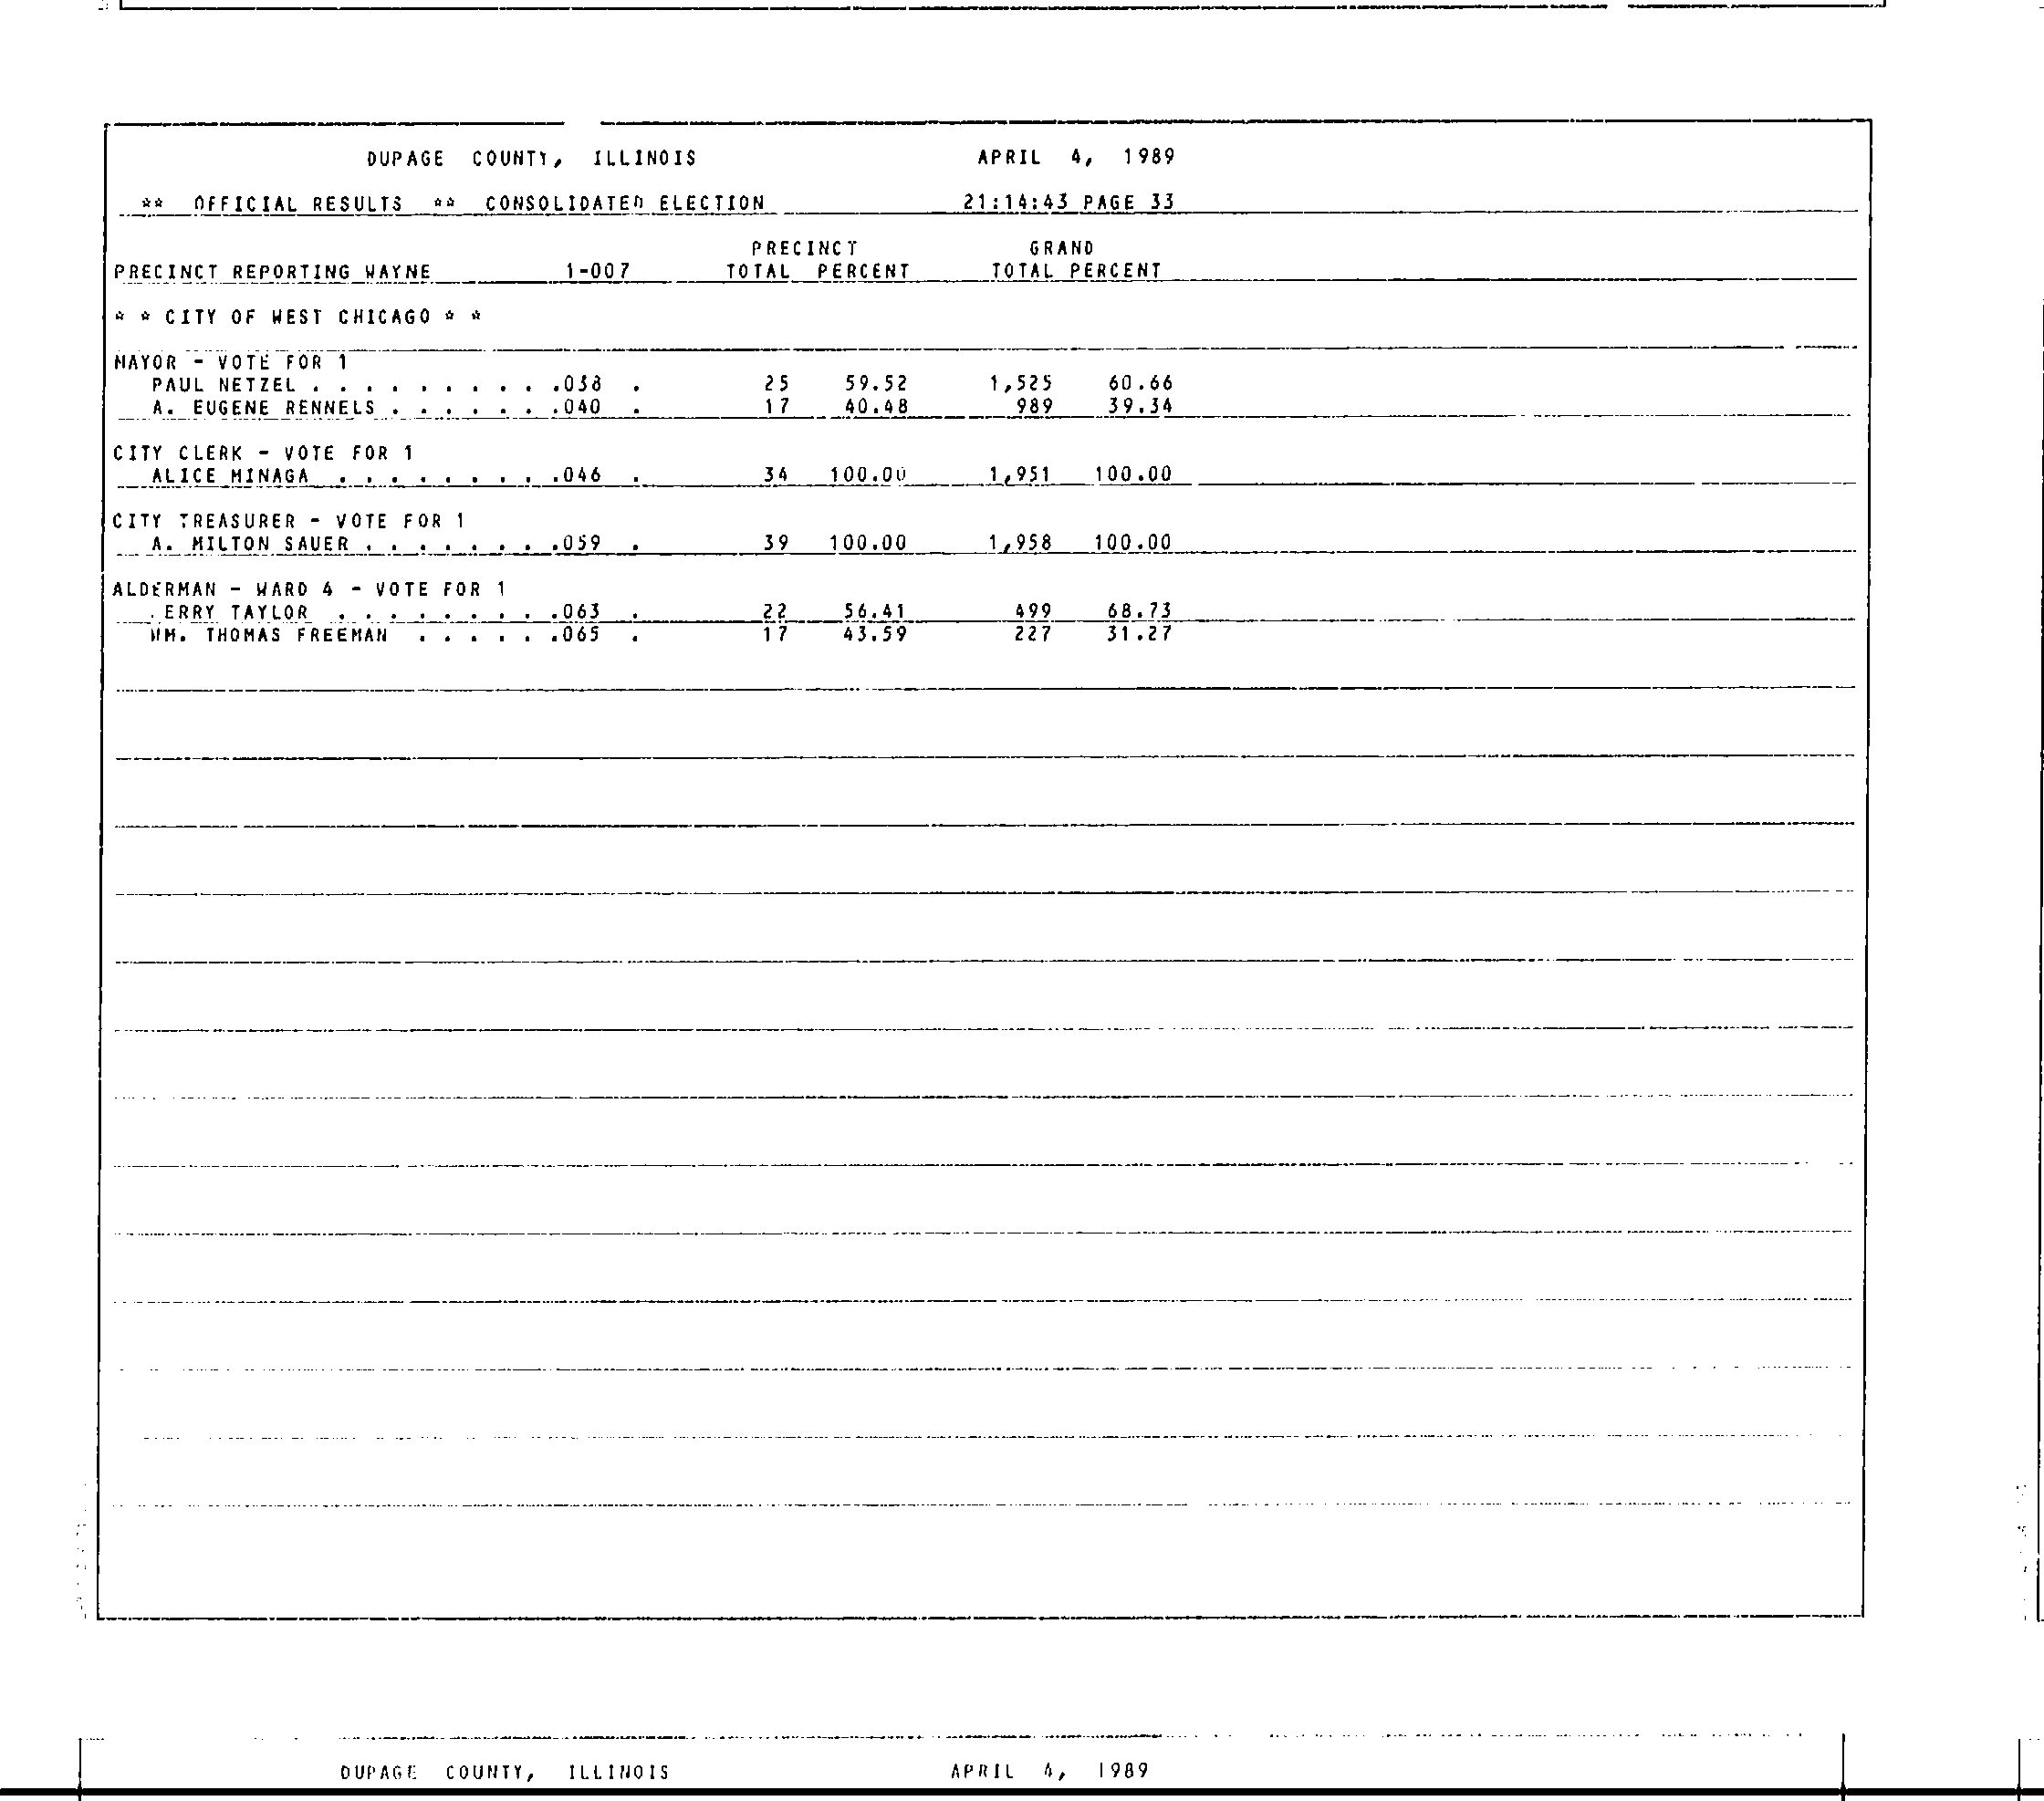 DUPAGE COUNTY, ILLINOIS APRIL 4, 1989
** OFFICIAL RESULTS ** CONSOLIDATED ELECTION 21:14:43 PAGE 33
PRECINCT GRAND
PRECINCT REPORTING WAYNE 1-007 TOTAL PERCENT TOTAL PERCENT
* * CITY OF WEST CHICAGO * *
MAYOR - VOTE FOR 1
PAUL NETZEL . . . . . . . . . .038 . 25 59.52 1,525 60.66
A. EUGENE RENNELS . . . . . . .040 . 17 40.48 989 39.34
CITY CLERK - VOTE FOR 1
ALICE MINAGA . . . . . . . . .046 . 34 100.00 1,951 100.00
CITY TREASURER - VOTE FOR 1
A. MILTON SAUER . . . . . . . .059 . 39 100.00 1,958 100.00
ALDERMAN - WARD 4 - VOTE FOR 1
ERRY TAYLOR . . . . . . . . .063 . 22 56.41 499 68.73
WM. THOMAS FREEMAN . . . . . .065 . 17 43.59 227 31.27
DUPAGE COUNTY, ILLINOIS APRIL 4, 1989